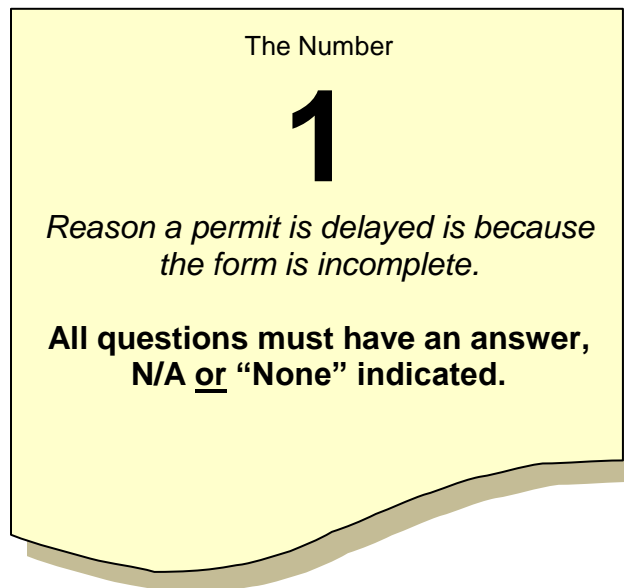 The Number
1
Reason a permit is delayed is because
the form is incomplete.
All questions must have an answer,
N/A or “None” indicated.